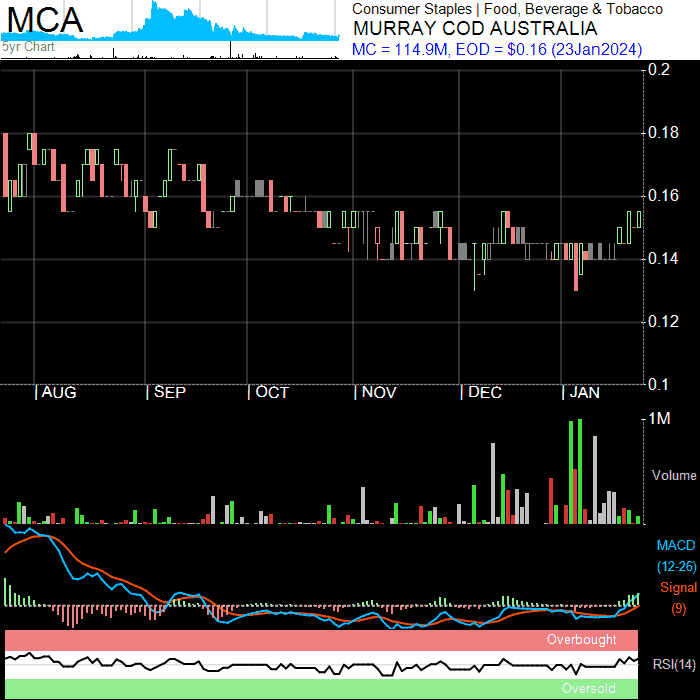 MCA
5yr Chart
Consumer Staples | Food, Beverage & Tobacco
MURRAY COD AUSTRALIA
MC = 114.9M, EOD = $0.16 (23Jan2024)
0.2
0.18
0.16
0.14
0.12
0.1
| AUG | SEP | OCT | NOV | DEC | JAN
1M
Volume
MACD
(12-26)
Signal
(9)
Overbought
RSI(14)
Oversold